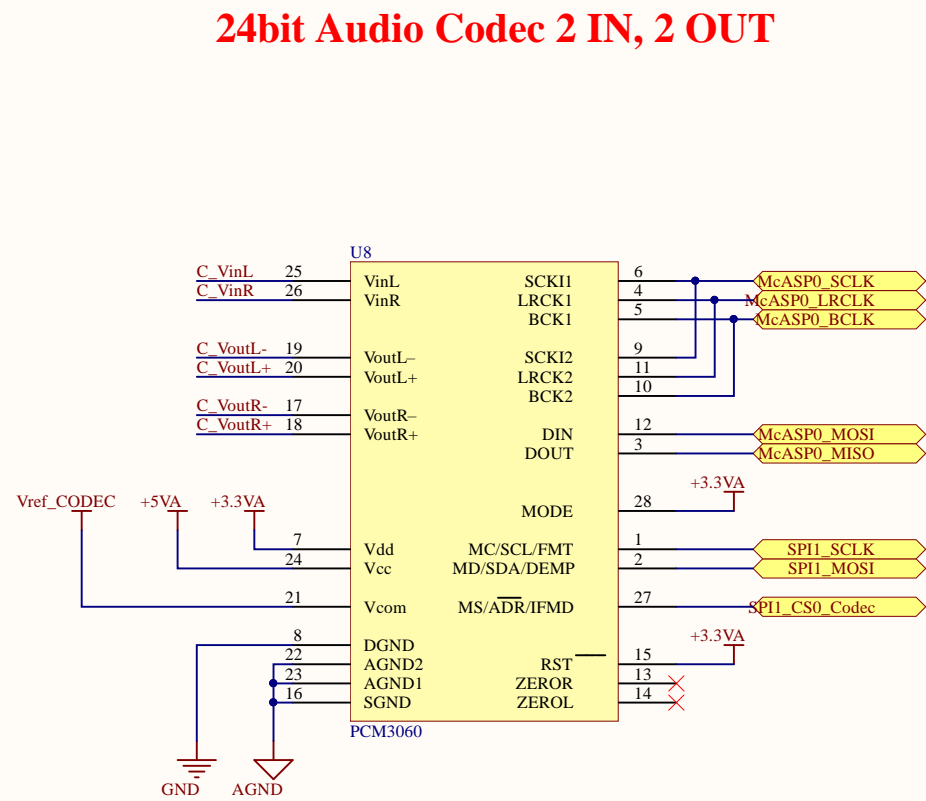 24bit Audio Codec 2 IN, 2 OUT
U8
C_VinL 25 VinL SCKI1 6 McASP0_SCLK
C_VinR 26 VinR LRCK1 4 McASP0_LRCLK
BCK1 5 McASP0_BCLK
C_VoutL- 19 VoutL– SCKI2 9
C_VoutL+ 20 VoutL+ LRCK2 11
BCK2 10
C_VoutR- 17 VoutR–
C_VoutR+ 18 VoutR+ DIN 12 McASP0_MOSI
DOUT 3 McASP0_MISO
+3.3VA
Vref_CODEC +5VA +3.3VA
MODE 28
7 Vdd MC/SCL/FMT 1 SPI1_SCLK
24 Vcc MD/SDA/DEMP 2 SPI1_MOSI
21 Vcom MS/ADR/IFMD 27 SPI1_CS0_Codec
+3.3VA
8 DGND
22 AGND2 RST 15
23 AGND1 ZEROR 13
16 SGND ZEROL 14
PCM3060
GND AGND